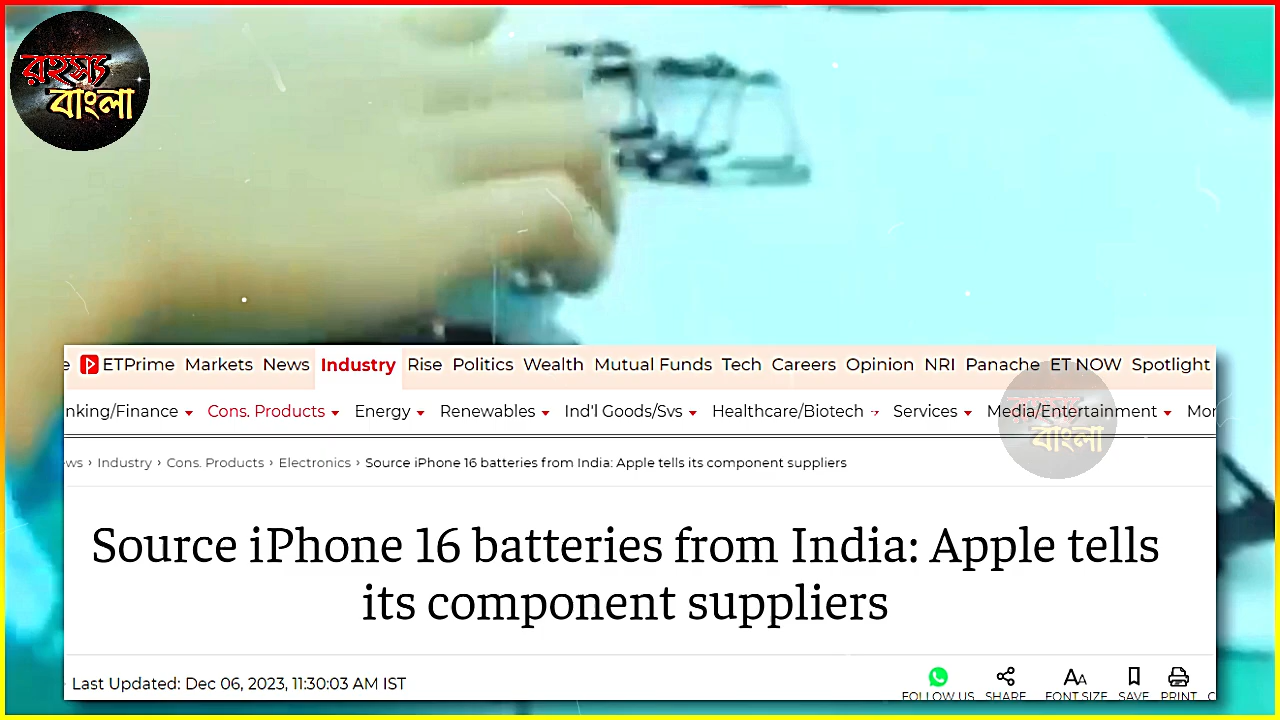 রহস্য
বাংলা
ETPrime Markets News Industry Rise Politics Wealth Mutual Funds Tech Careers Opinion NRI Panache ET NOW Spotlight
nking/Finance Cons. Products Energy Renewables Ind'l Goods/Svs Healthcare/Biotech Services Media/Entertainment Mor
রহস্য
বাংলা
ws › Industry › Cons. Products › Electronics › Source iPhone 16 batteries from India: Apple tells its component suppliers
Source iPhone 16 batteries from India: Apple tells
its component suppliers
Last Updated: Dec 06, 2023, 11:30:03 AM IST
FOLLOW US SHARE FONT SIZE SAVE PRINT C